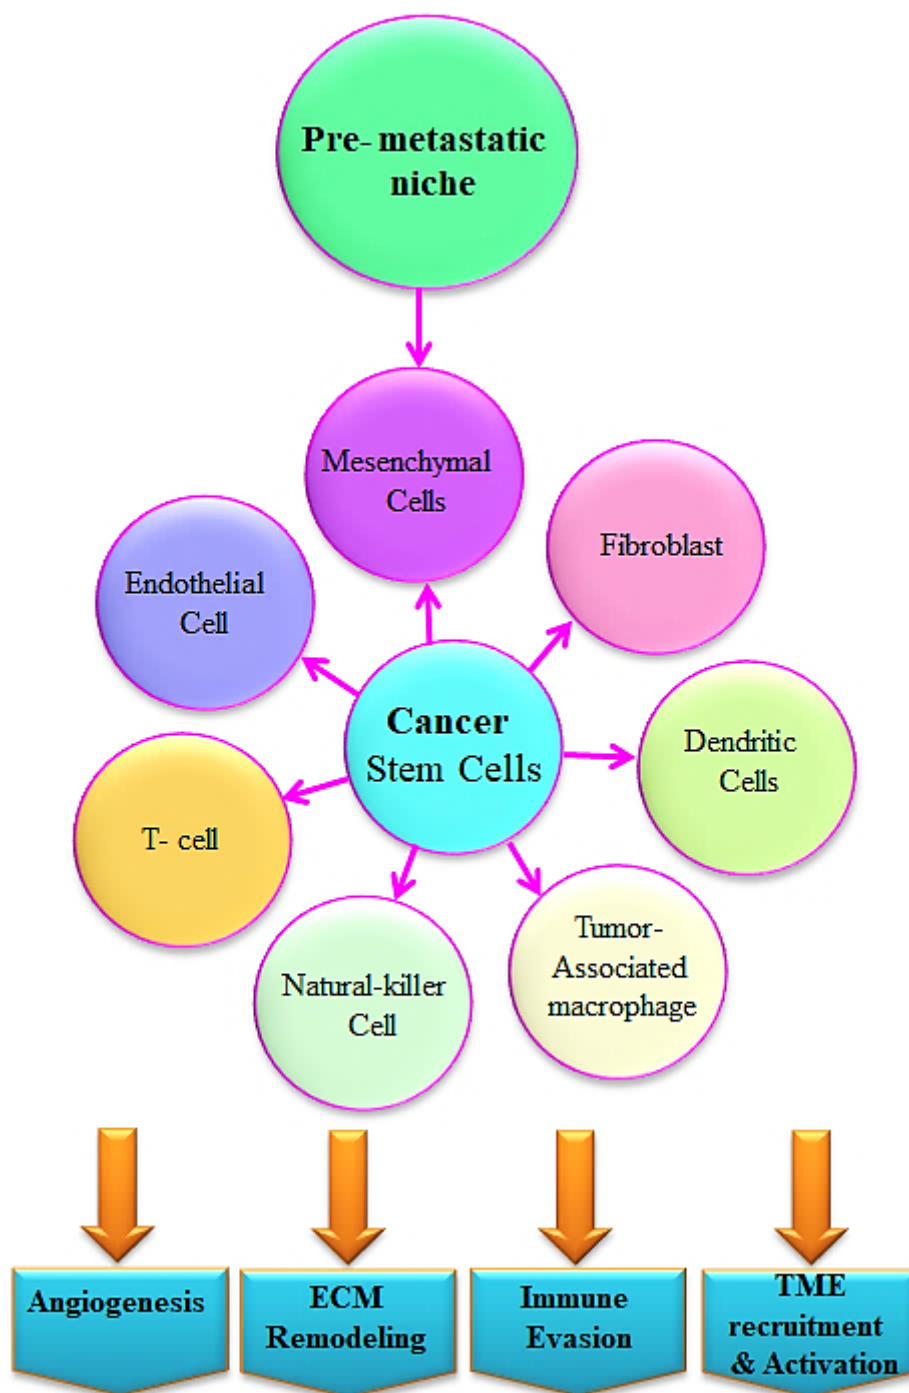 Pre- metastatic
niche
Mesenchymal
Cells
Fibroblast
Endothelial
Cell
Cancer
Stem Cells
Dendritic
Cells
T- cell
Natural-killer
Cell
Tumor-
Associated
macrophage
Angiogenesis
ECM
Remodeling
Immune
Evasion
TME
recruitment
& Activation